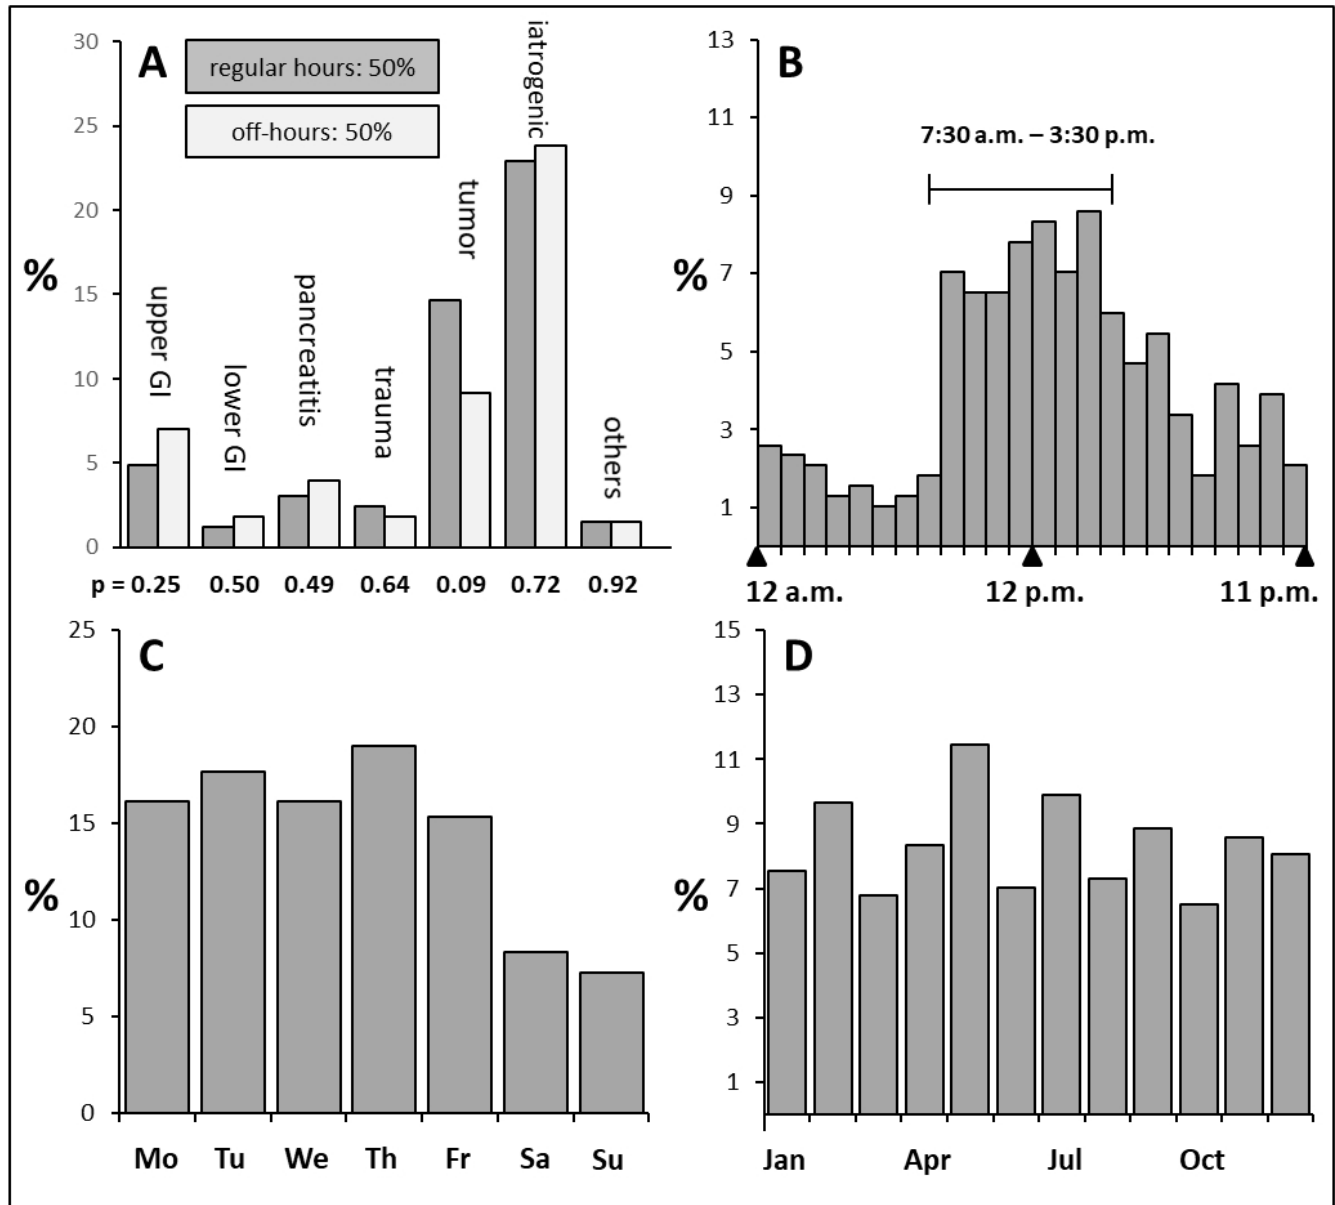 A
regular hours: 50%
off-hours: 50%
30
25
20
15
10
5
0
%
upper GI
lower GI
pancreatitis
trauma
tumor
iatrogenic
others
p = 0.25 0.50 0.49 0.64 0.09 0.72 0.92
B
7:30 a.m. – 3:30 p.m.
13
11
9
7
5
3
1
%
12 a.m. 12 p.m. 11 p.m.
C
25
20
15
10
5
0
%
Mo Tu We Th Fr Sa Su
D
15
13
11
9
7
5
3
1
%
Jan Apr Jul Oct